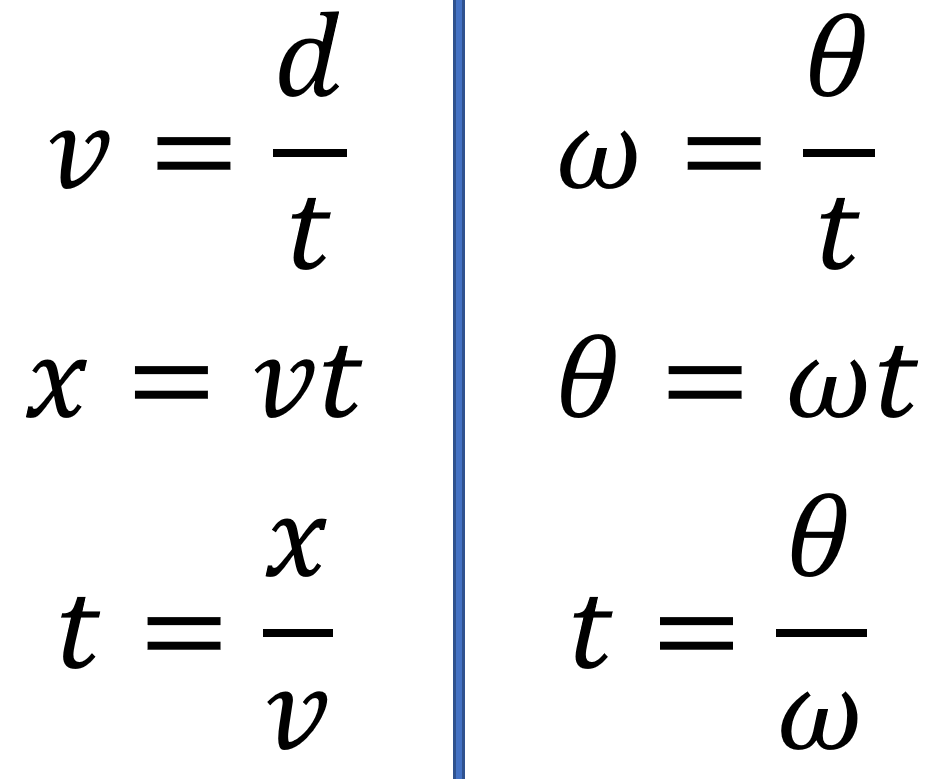 v = d/t
ω = θ/t
x = vt
θ = ωt
t = x/v
t = θ/ω